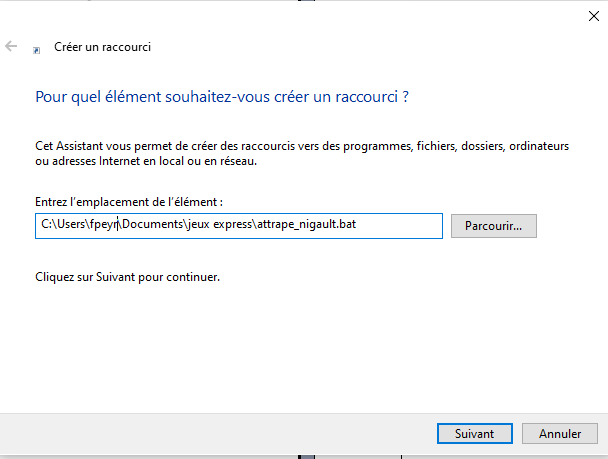 Créer un raccourci
Pour quel élément souhaitez-vous créer un raccourci ?
Cet Assistant vous permet de créer des raccourcis vers des programmes, fichiers, dossiers, ordinateurs
ou adresses Internet en local ou en réseau.
Entrez l'emplacement de l'élément :
C:\Users\fpeyr\Documents\jeux express\attrape_nigault.bat
Parcourir...
Cliquez sur Suivant pour continuer.
Suivant
Annuler